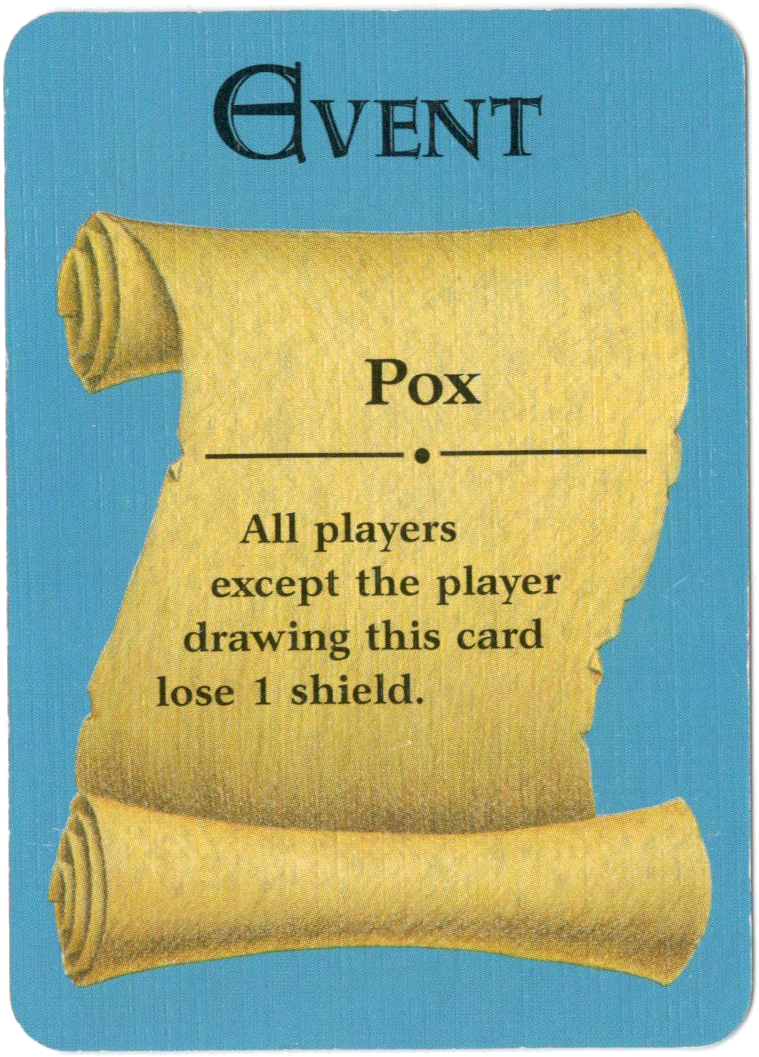 EVENT
Pox
All players
except the player
drawing this card
lose 1 shield.